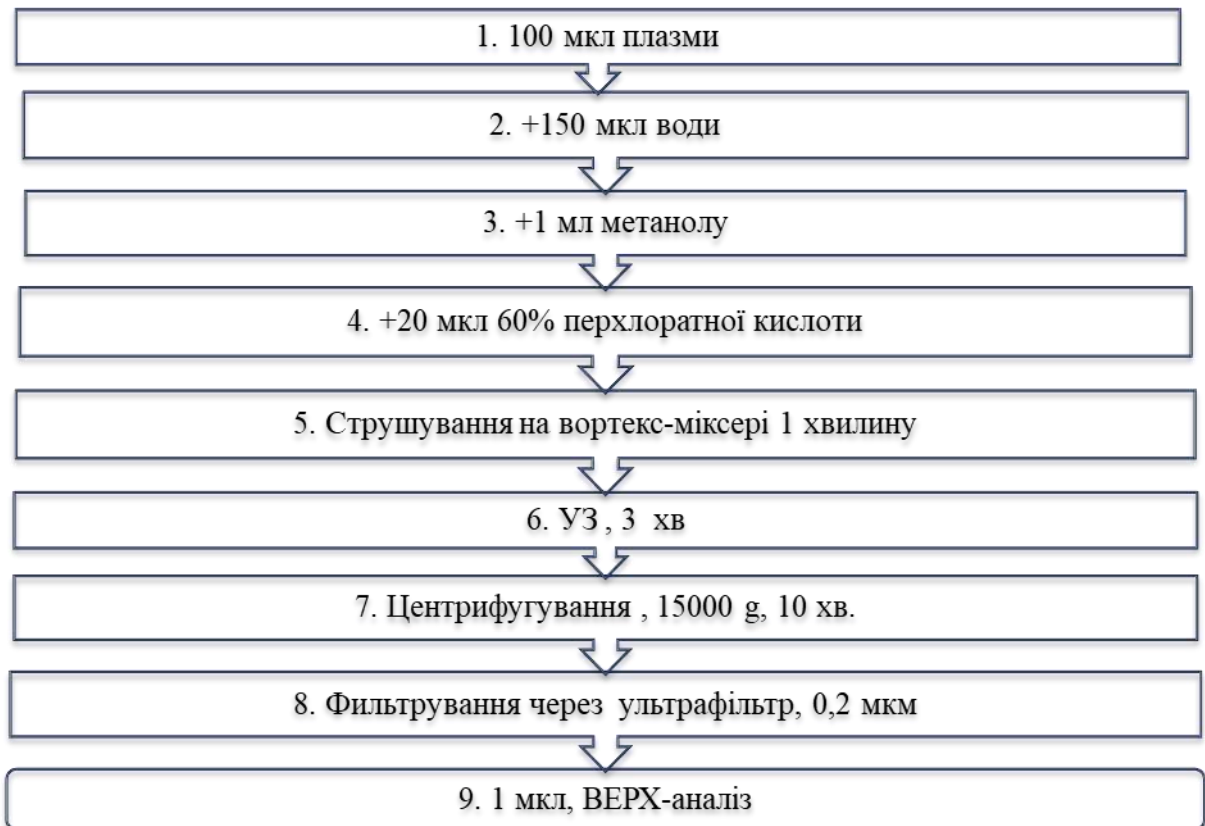 1. 100 мкл плазми
2. +150 мкл води
3. +1 мл метанолу
4. +20 мкл 60% перхлоратної кислоти
5. Струшування на вортекс-міксері 1 хвилину
6. УЗ , 3 хв
7. Центрифугування , 15000 g, 10 хв.
8. Фильтрування через ультрафільтр, 0,2 мкм
9. 1 мкл, ВЕРХ-аналіз